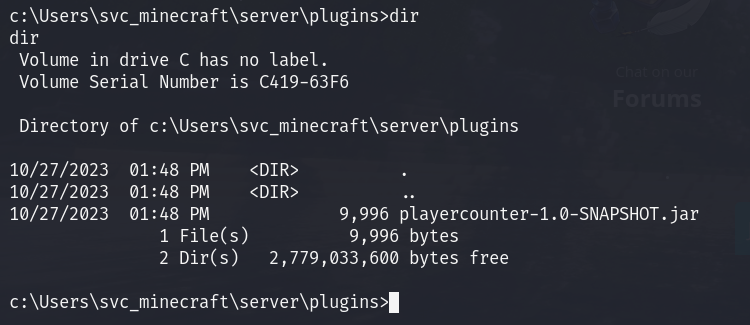 c:\Users\svc_minecraft\server\plugins>dir
dir
 Volume in drive C has no label.
 Volume Serial Number is C419-63F6
Chat on our
Forums
 Directory of c:\Users\svc_minecraft\server\plugins
10/27/2023  01:48 PM    <DIR>          .
10/27/2023  01:48 PM    <DIR>          ..
10/27/2023  01:48 PM             9,996 playercounter-1.0-SNAPSHOT.jar
               1 File(s)          9,996 bytes
               2 Dir(s)   2,779,033,600 bytes free
c:\Users\svc_minecraft\server\plugins>